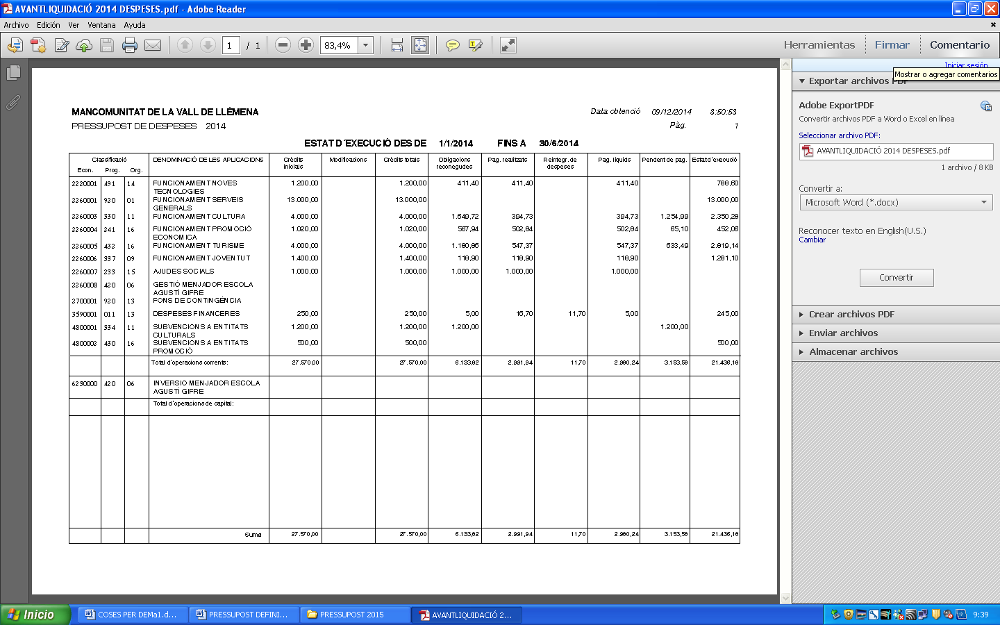 AVANTLIQUIDACIÓ 2014 DESPESES.pdf - Adobe Reader
Archivo Edición Ver Ventana Ayuda
1 / 1 83,4% Herramientas Firmar Comentario
Iniciar sesión
Mostrar o agregar comentarios
Exportar archivos PDF
Adobe ExportPDF
Convertir archivos PDF a Word o Excel en línea
Seleccionar archivo PDF:
AVANTLIQUIDACIÓ 2014 DESPESES.pdf
1 archivo / 8 KB
Convertir a:
Microsoft Word (*.docx)
Reconocer texto en English(U.S.)
Cambiar
Convertir
Crear archivos PDF
Enviar archivos
Almacenar archivos
MANCOMUNITAT DE LA VALL DE LLÉMENA Data obtenció 09/12/2014 8:50:53
PRESSUPOST DE DESPESES 2014 Pàg. 1
ESTAT D'EXECUCIÓ DES DE 1/1/2014 FINS A 30/6/2014
Classificació DENOMINACIÓ DE LES APLICACIONS Crèdits Modificacions Crèdits totals Obligacions Pag. realitzats Reintegr. de Pag. líquids Pendent de pag. Estat d'execució
Econ. Prog. Org. inicials reconegudes despeses
2220001 491 14 FUNCIONAMENT NOVES 1.200,00 1.200,00 411,40 411,40 411,40 788,60
TECNOLOGIES
2260001 920 01 FUNCIONAMENT SERVEIS 13.000,00 13.000,00 13.000,00
GENERALS
2260003 330 11 FUNCIONAMENT CULTURA 4.000,00 4.000,00 1.649,72 394,73 394,73 1.254,99 2.350,28
2260004 241 16 FUNCIONAMENT PROMOCIÓ 1.020,00 1.020,00 567,94 502,84 502,84 65,10 452,06
ECONOMICA
2260005 432 16 FUNCIONAMENT TURISME 4.000,00 4.000,00 1.180,86 547,37 547,37 633,49 2.819,14
2260006 337 09 FUNCIONAMENT JOVENTUT 1.400,00 1.400,00 118,90 118,90 118,90 1.281,10
2260007 233 15 AJUDES SOCIALS 1.000,00 1.000,00 1.000,00 1.000,00 1.000,00
2260008 420 06 GESTIÓ MENJADOR ESCOLA
AGUSTÍ GIFRE
2700001 920 13 FONS DE CONTINGÈNCIA
3590001 011 13 DESPESES FINANCERES 250,00 250,00 5,00 16,70 11,70 5,00 245,00
4800001 334 11 SUBVENCIONS A ENTITATS 1.200,00 1.200,00 1.200,00 1.200,00
CULTURALS
4800002 430 16 SUBVENCIONS A ENTITATS 500,00 500,00 500,00
PROMOCIÓ
Total d'operacions corrents: 27.570,00 27.570,00 6.133,82 2.991,94 11,70 2.980,24 3.153,58 21.436,18
6230000 420 06 INVERSIO MENJADOR ESCOLA
AGUSTÍ GIFRE
Total d'operacions de capital:
Suma 27.570,00 27.570,00 6.133,82 2.991,94 11,70 2.980,24 3.153,58 21.436,18
Inicio COSES PER DEMa1.d... PRESSUPOST DEFINI... PRESSUPOST 2015 AVANTLIQUIDACIÓ 2... 9:39